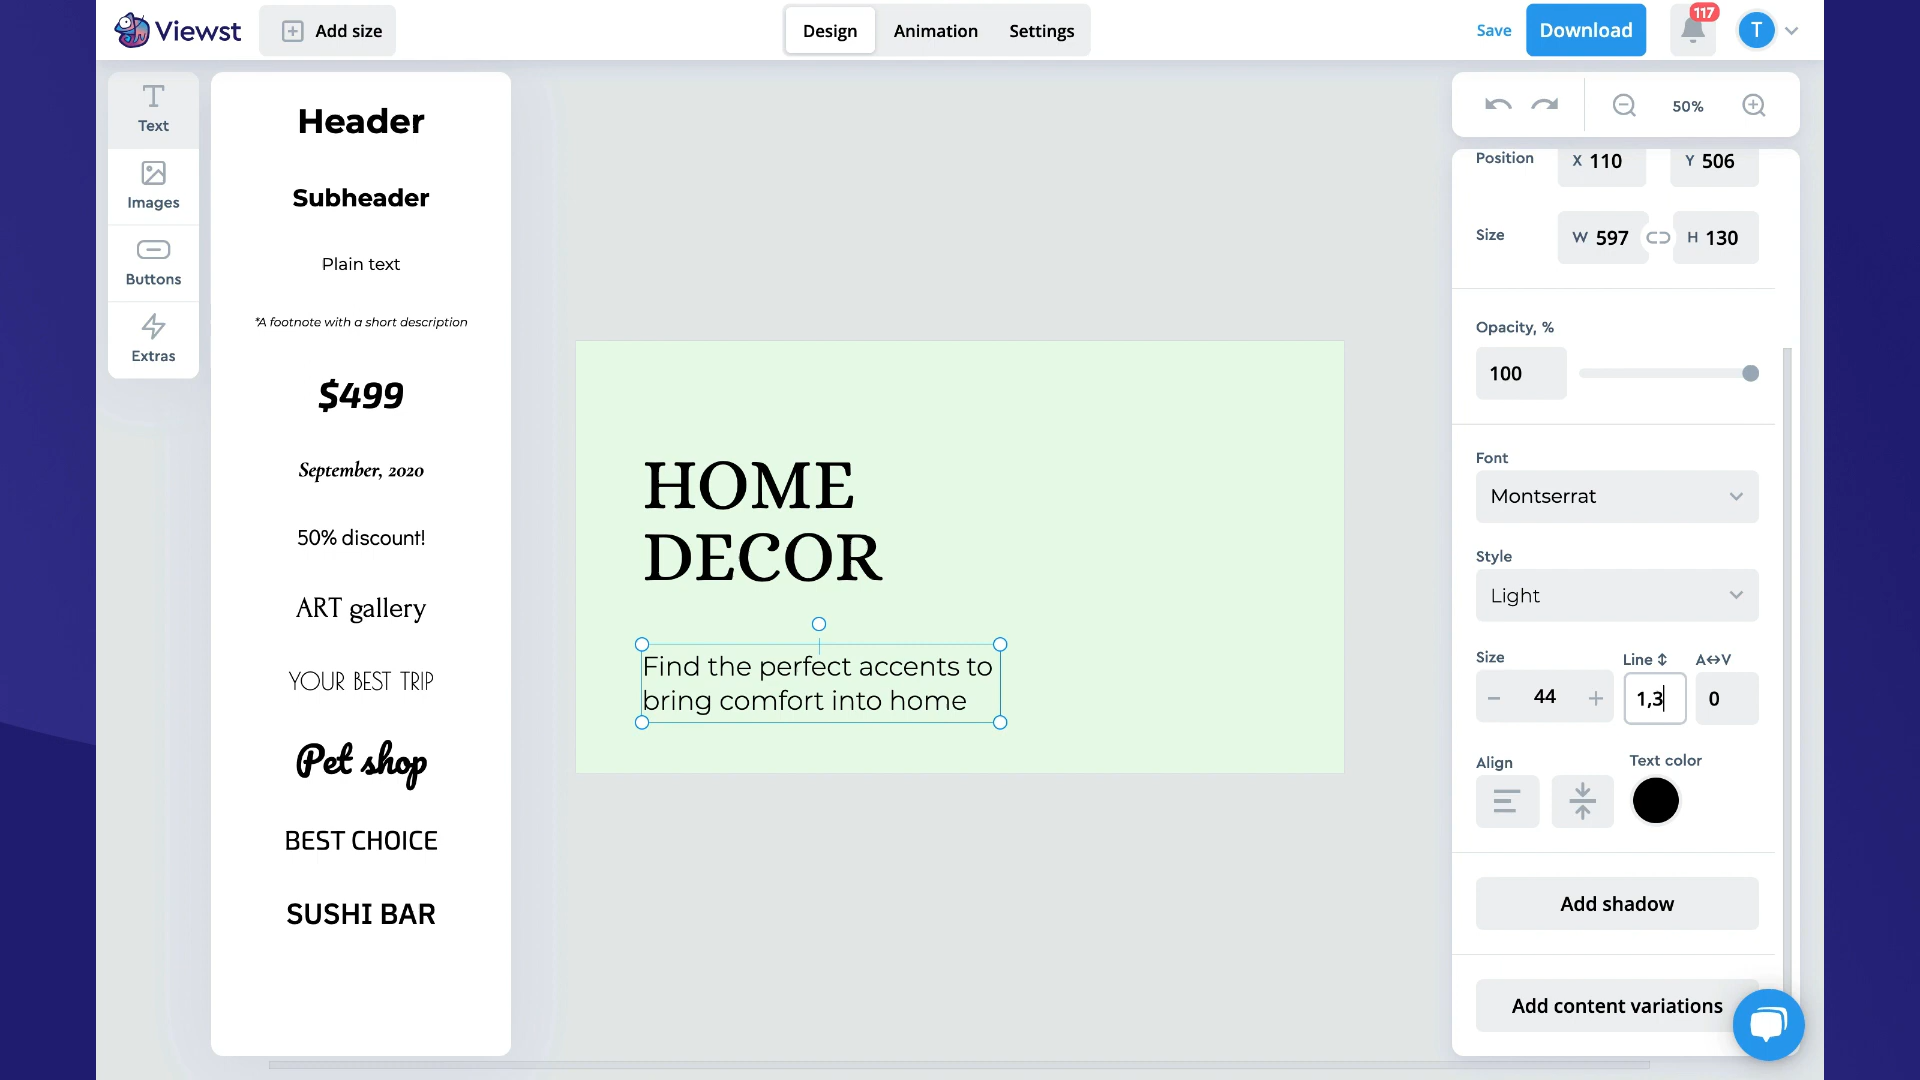 Viewst
Add size
Design
Animation
Settings
Save
Download
117
T
Text
Images
Buttons
Extras
Header
Subheader
Plain text
*A footnote with a short description
$499
September, 2020
50% discount!
ART gallery
YOUR BEST TRIP
Pet shop
BEST CHOICE
SUSHI BAR
HOME
DECOR
Find the perfect accents to
bring comfort into home
50%
Position
X 110
Y 506
Size
W 597
H 130
Opacity, %
100
Font
Montserrat
Style
Light
Size
Line
A↔V
− 44 +
1,3
0
Align
Text color
Add shadow
Add content variations